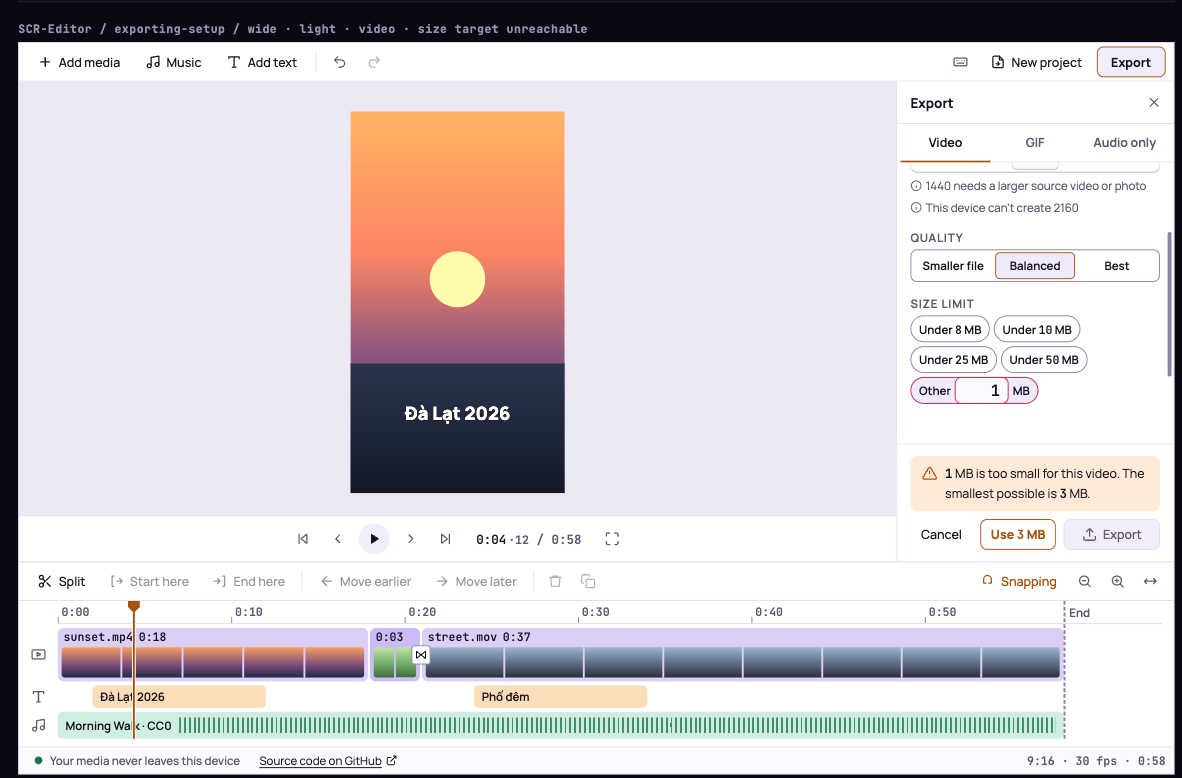 SCR-Editor / exporting-setup / wide · light · video · size target unreachable
Add media Music Add text New project Export
Export
Video GIF Audio only
1440 needs a larger source video or photo
This device can't create 2160
QUALITY
Smaller file Balanced Best
SIZE LIMIT
Under 8 MB Under 10 MB
Under 25 MB Under 50 MB
Other 1 MB
Đà Lạt 2026
1 MB is too small for this video. The
smallest possible is 3 MB.
0:04·12 / 0:58
Cancel Use 3 MB Export
Split Start here End here Move earlier Move later Snapping
0:00 0:10 0:20 0:30 0:40 0:50 End
sunset.mp4 0:18 0:03 street.mov 0:37
Đà Lạt 2026 Phố đêm
Morning Walk · CC0
Your media never leaves this device Source code on GitHub 9:16 · 30 fps · 0:58